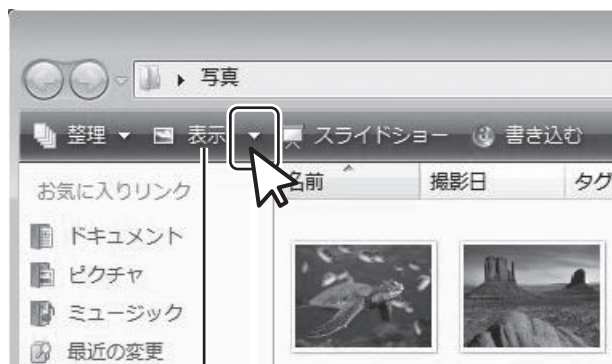 写真
整理 表示 スライドショー 書き込む
お気に入りリンク
名前 撮影日 タグ
ドキュメント
ピクチャ
ミュージック
最近の変更